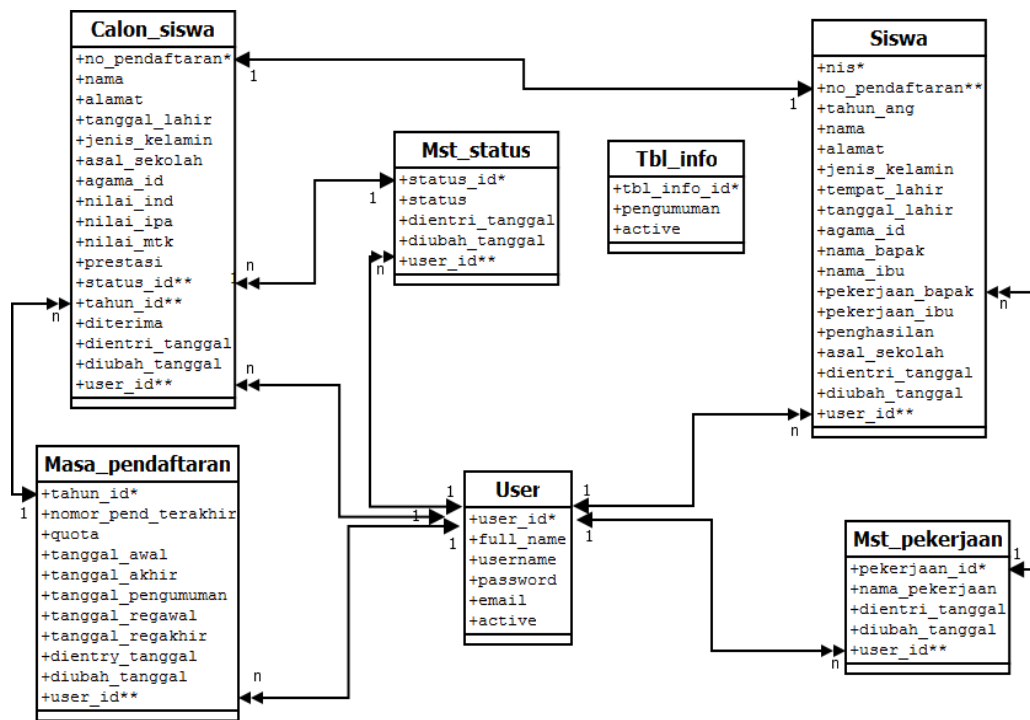 Calon_siswa
+no_pendaftaran*
+nama
+alamat
+tanggal_lahir
+jenis_kelamin
+asal_sekolah
+agama_id
+nilai_ind
+nilai_ipa
+nilai_mtk
+prestasi
+status_id**
+tahun_id**
+diterima
+dientri_tanggal
+diubah_tanggal
+user_id**
1
1
n
1
n
n
Mst_status
+status_id*
+status
+dientri_tanggal
+diubah_tanggal
+user_id**
1
n
Tbl_info
+tbl_info_id*
+pengumuman
+active
Siswa
+nis*
+no_pendaftaran**
+tahun_ang
+nama
+alamat
+jenis_kelamin
+tempat_lahir
+tanggal_lahir
+agama_id
+nama_bapak
+nama_ibu
+pekerjaan_bapak
+pekerjaan_ibu
+penghasilan
+asal_sekolah
+dientri_tanggal
+diubah_tanggal
+user_id**
n
n
Masa_pendaftaran
+tahun_id*
+nomor_pend_terakhir
+quota
+tanggal_awal
+tanggal_akhir
+tanggal_pengumuman
+tanggal_regawal
+tanggal_regakhir
+dientry_tanggal
+diubah_tanggal
+user_id**
1
n
User
+user_id*
+full_name
+username
+password
+email
+active
1
1
1
1
1
Mst_pekerjaan
+pekerjaan_id*
+nama_pekerjaan
+dientri_tanggal
+diubah_tanggal
+user_id**
1
n